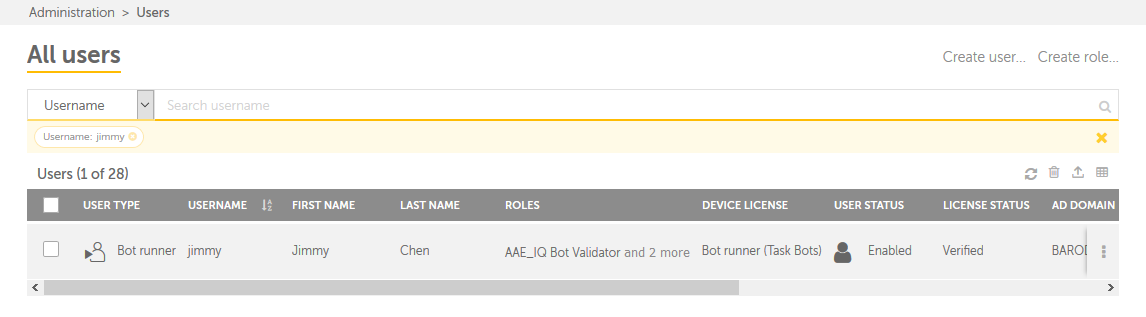 Administration > Users
All users
Create user... Create role...
Username Search username
Username: jimmy
Users (1 of 28)
USER TYPE USERNAME FIRST NAME LAST NAME ROLES DEVICE LICENSE USER STATUS LICENSE STATUS AD DOMAIN
Bot runner jimmy Jimmy Chen AAE_IQ Bot Validator and 2 more Bot runner (Task Bots) Enabled Verified